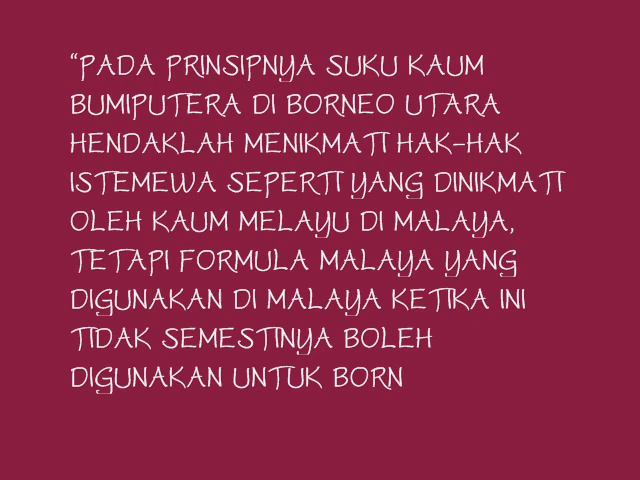 “PADA PRINSIPNYA SUKU KAUM
BUMIPUTERA DI BORNEO UTARA
HENDAKLAH MENIKMATI HAK-HAK
ISTEMEWA SEPERTI YANG DINIKMATI
OLEH KAUM MELAYU DI MALAYA,
TETAPI FORMULA MALAYA YANG
DIGUNAKAN DI MALAYA KETIKA INI
TIDAK SEMESTINYA BOLEH
DIGUNAKAN UNTUK BORN